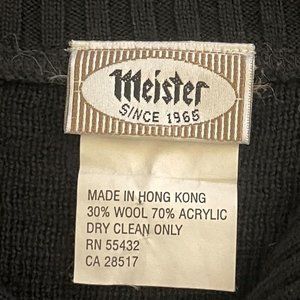 Meister
SINCE 1965
MADE IN HONG KONG
30% WOOL 70% ACRYLIC
DRY CLEAN ONLY
RN 55432
CA 28517